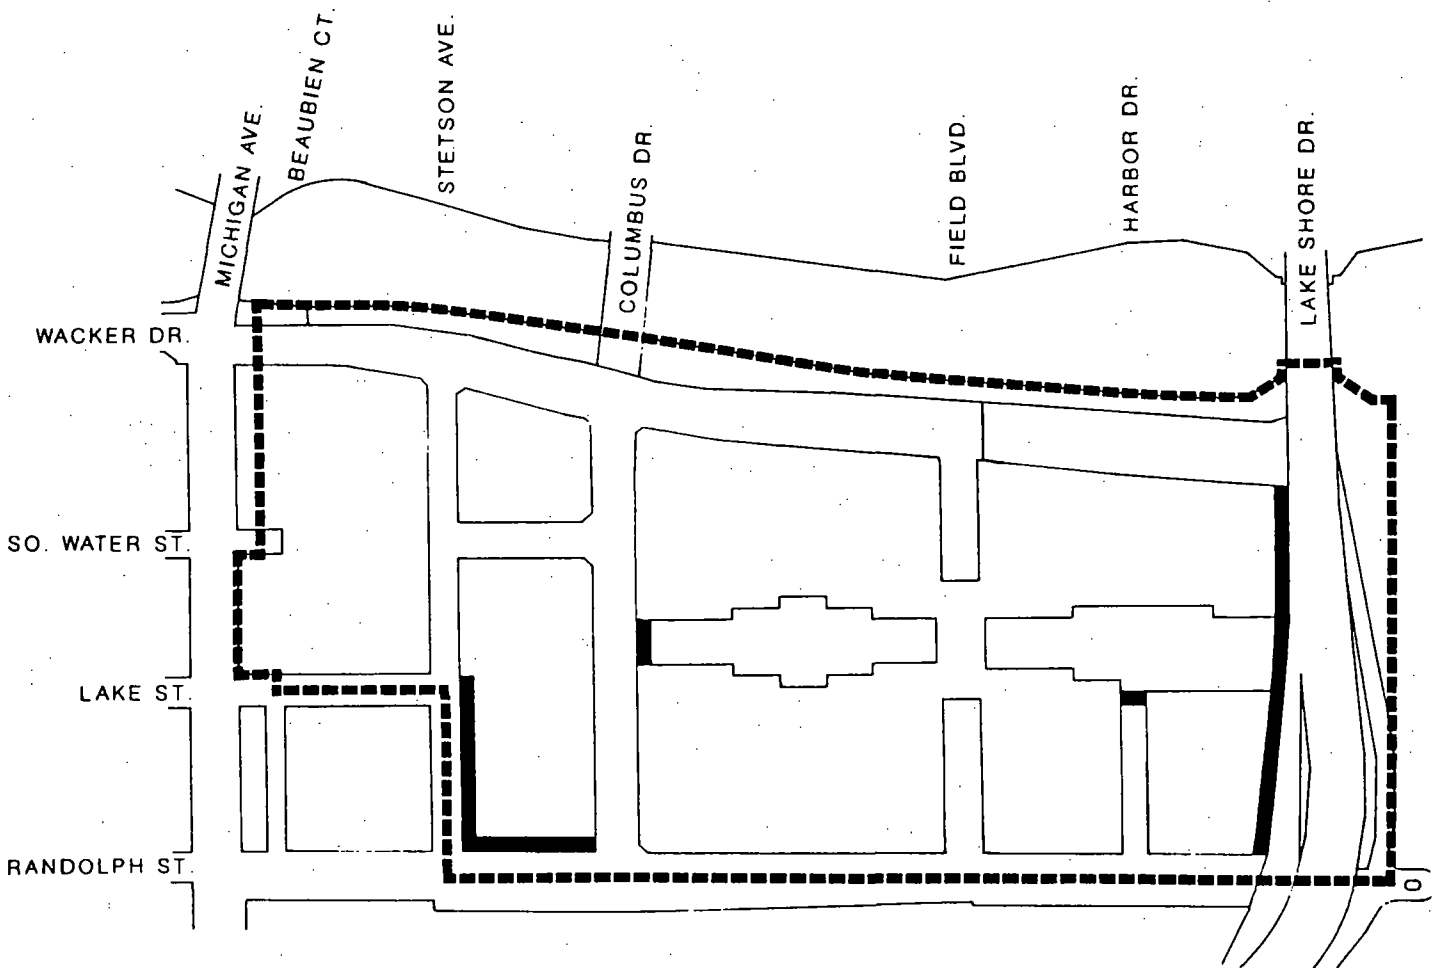 MICHIGAN AVE.
BEAUBIEN CT.
STETSON AVE.
COLUMBUS DR.
FIELD BLVD.
HARBOR DR.
LAKE SHORE DR.
WACKER DR.
SO. WATER ST.
LAKE ST.
RANDOLPH ST.